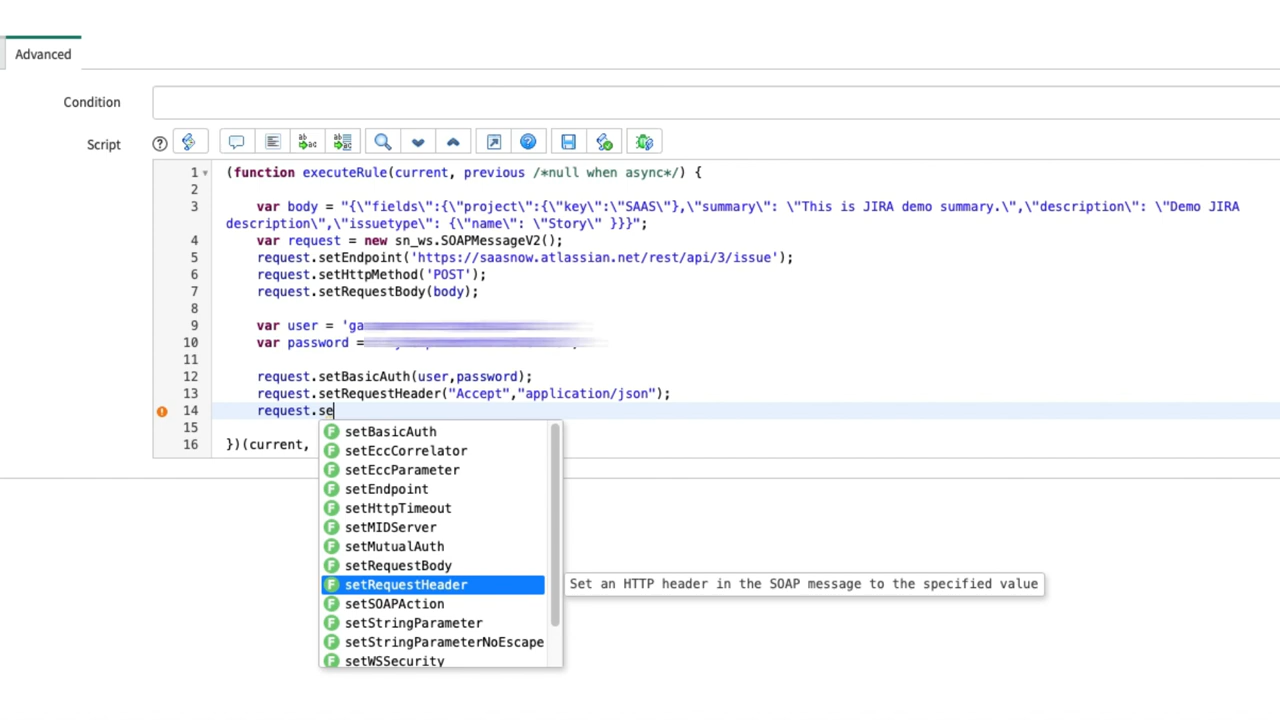 Advanced
Condition
Script
1 (function executeRule(current, previous /*null when async*/) {
2
3 var body = "{\"fields\":{\"project\":{\"key\":\"SAAS\"},\"summary\": \"This is JIRA demo summary.\",\"description\": \"Demo JIRA
description\",\"issuetype\": {\"name\": \"Story\" }}}";
4 var request = new sn_ws.SOAPMessageV2();
5 request.setEndpoint('https://saasnow.atlassian.net/rest/api/3/issue');
6 request.setHttpMethod('POST');
7 request.setRequestBody(body);
8
9 var user = 'ga
10 var password =
11
12 request.setBasicAuth(user,password);
13 request.setRequestHeader("Accept","application/json");
14 request.se
15
16 })(current,
setBasicAuth
setEccCorrelator
setEccParameter
setEndpoint
setHttpTimeout
setMIDServer
setMutualAuth
setRequestBody
setRequestHeader Set an HTTP header in the SOAP message to the specified value
setSOAPAction
setStringParameter
setStringParameterNoEscape
setWSSecurity